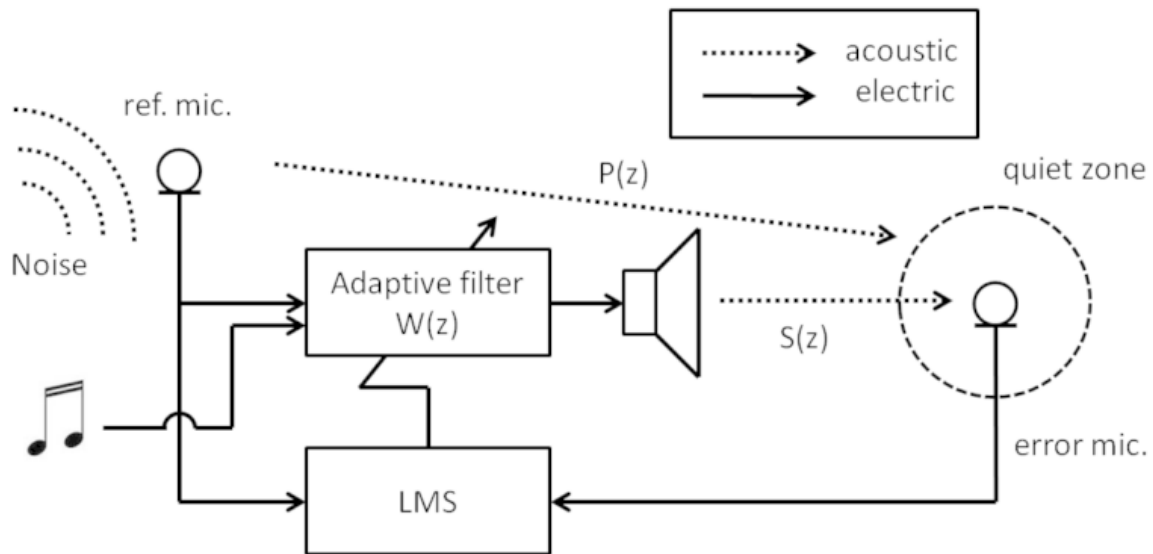 acoustic
electric
ref. mic.
P(z)
quiet zone
Noise
Adaptive filter
W(z)
S(z)
error mic.
LMS